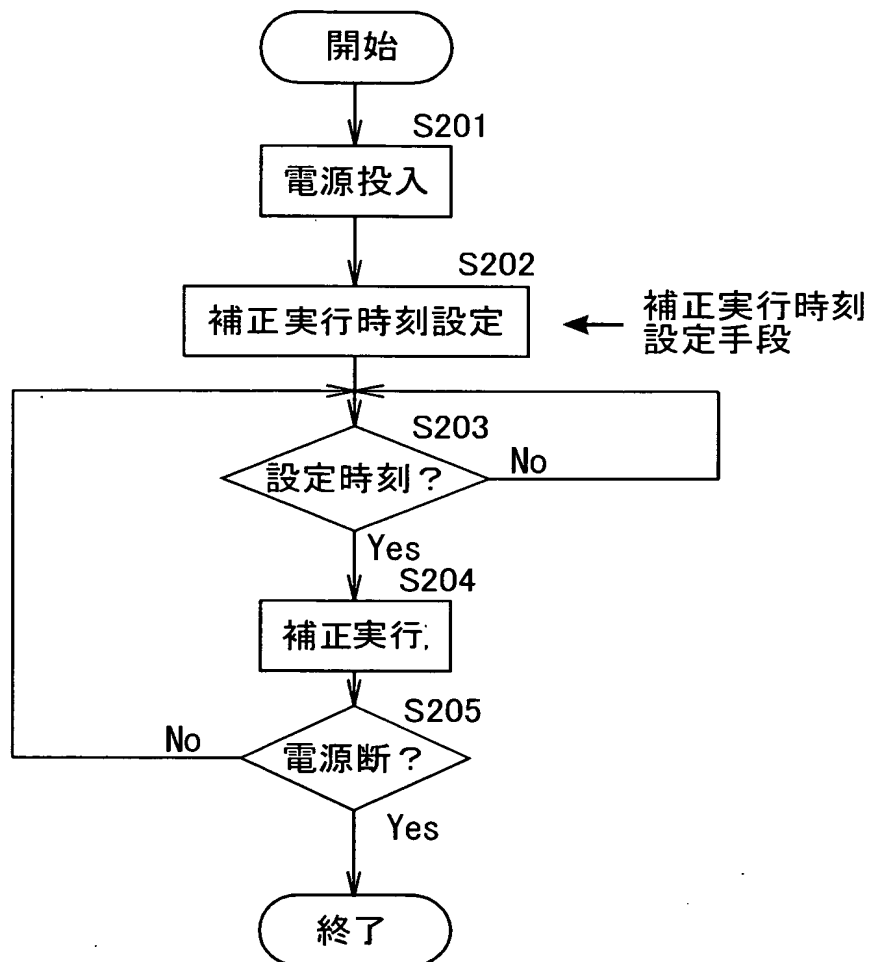 開始
S201
電源投入
S202
補正実行時刻設定
補正実行時刻
設定手段
S203
設定時刻？
No
Yes
S204
補正実行
S205
電源断？
No
Yes
終了